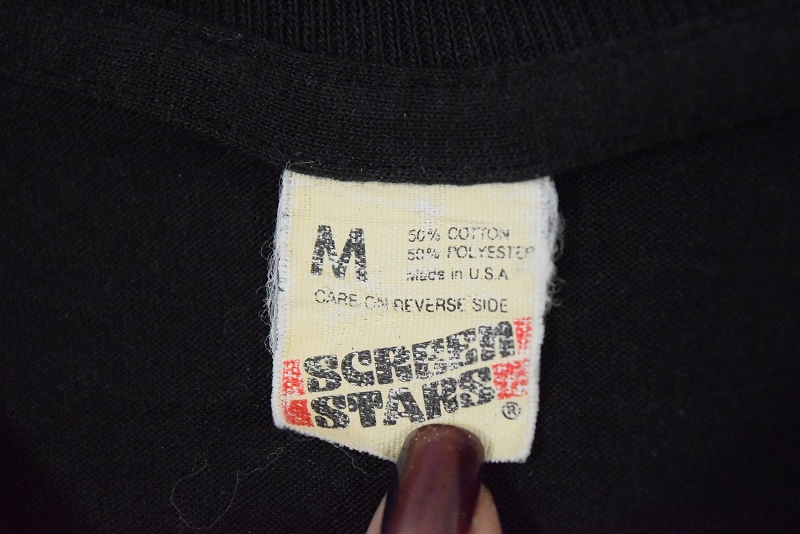 M
50% COTTON
50% POLYESTER
Made in U.S.A.
CARE ON REVERSE SIDE
SCREEN
STARS
®